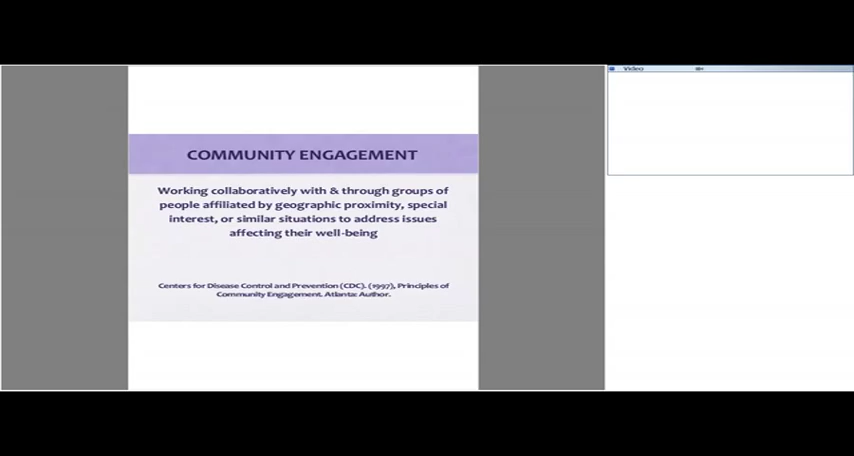 Video
COMMUNITY ENGAGEMENT
Working collaboratively with & through groups of
people affiliated by geographic proximity, special
interest, or similar situations to address issues
affecting their well-being
Centers for Disease Control and Prevention (CDC). (1997), Principles of
Community Engagement. Atlanta: Author.